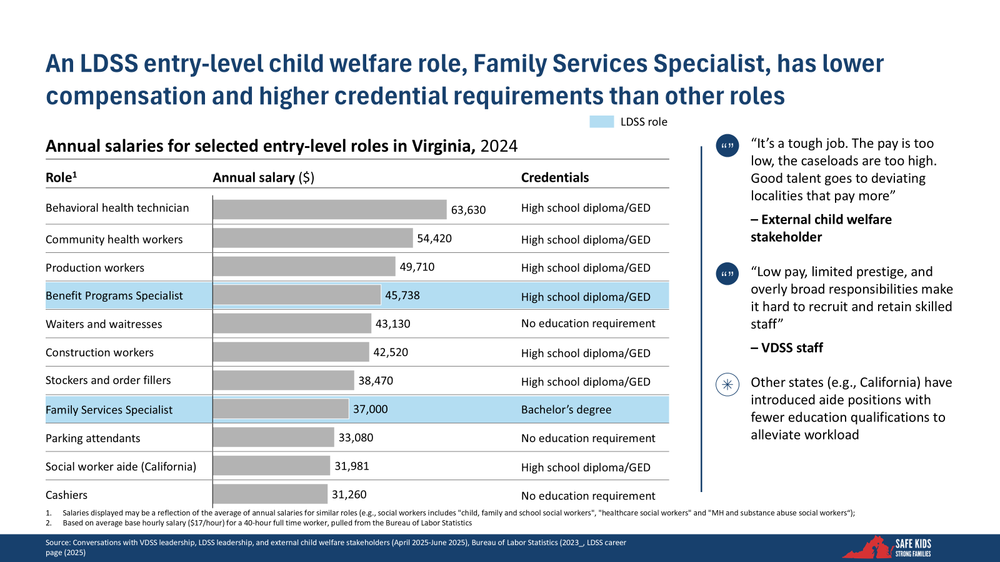 An LDSS entry-level child welfare role, Family Services Specialist, has lower
compensation and higher credential requirements than other roles
LDSS role
Annual salaries for selected entry-level roles in Virginia, 2024
Role1 Annual salary ($) Credentials
Behavioral health technician 63,630 High school diploma/GED
Community health workers 54,420 High school diploma/GED
Production workers 49,710 High school diploma/GED
Benefit Programs Specialist 45,738 High school diploma/GED
Waiters and waitresses 43,130 No education requirement
Construction workers 42,520 High school diploma/GED
Stockers and order fillers 38,470 High school diploma/GED
Family Services Specialist 37,000 Bachelor’s degree
Parking attendants 33,080 No education requirement
Social worker aide (California) 31,981 High school diploma/GED
Cashiers 31,260 No education requirement
“”
“It’s a tough job. The pay is too
low, the caseloads are too high.
Good talent goes to deviating
localities that pay more”
– External child welfare
stakeholder
“”
“Low pay, limited prestige, and
overly broad responsibilities make
it hard to recruit and retain skilled
staff”
– VDSS staff
Other states (e.g., California) have
introduced aide positions with
fewer education qualifications to
alleviate workload
1. Salaries displayed may be a reflection of the average of annual salaries for similar roles (e.g., social workers includes "child, family and school social workers", "healthcare social workers" and "MH and substance abuse social workers“);
2. Based on average base hourly salary ($17/hour) for a 40-hour full time worker, pulled from the Bureau of Labor Statistics
Source: Conversations with VDSS leadership, LDSS leadership, and external child welfare stakeholders (April 2025-June 2025), Bureau of Labor Statistics (2023_, LDSS career
page (2025)
SAFE KIDS
STRONG FAMILIES